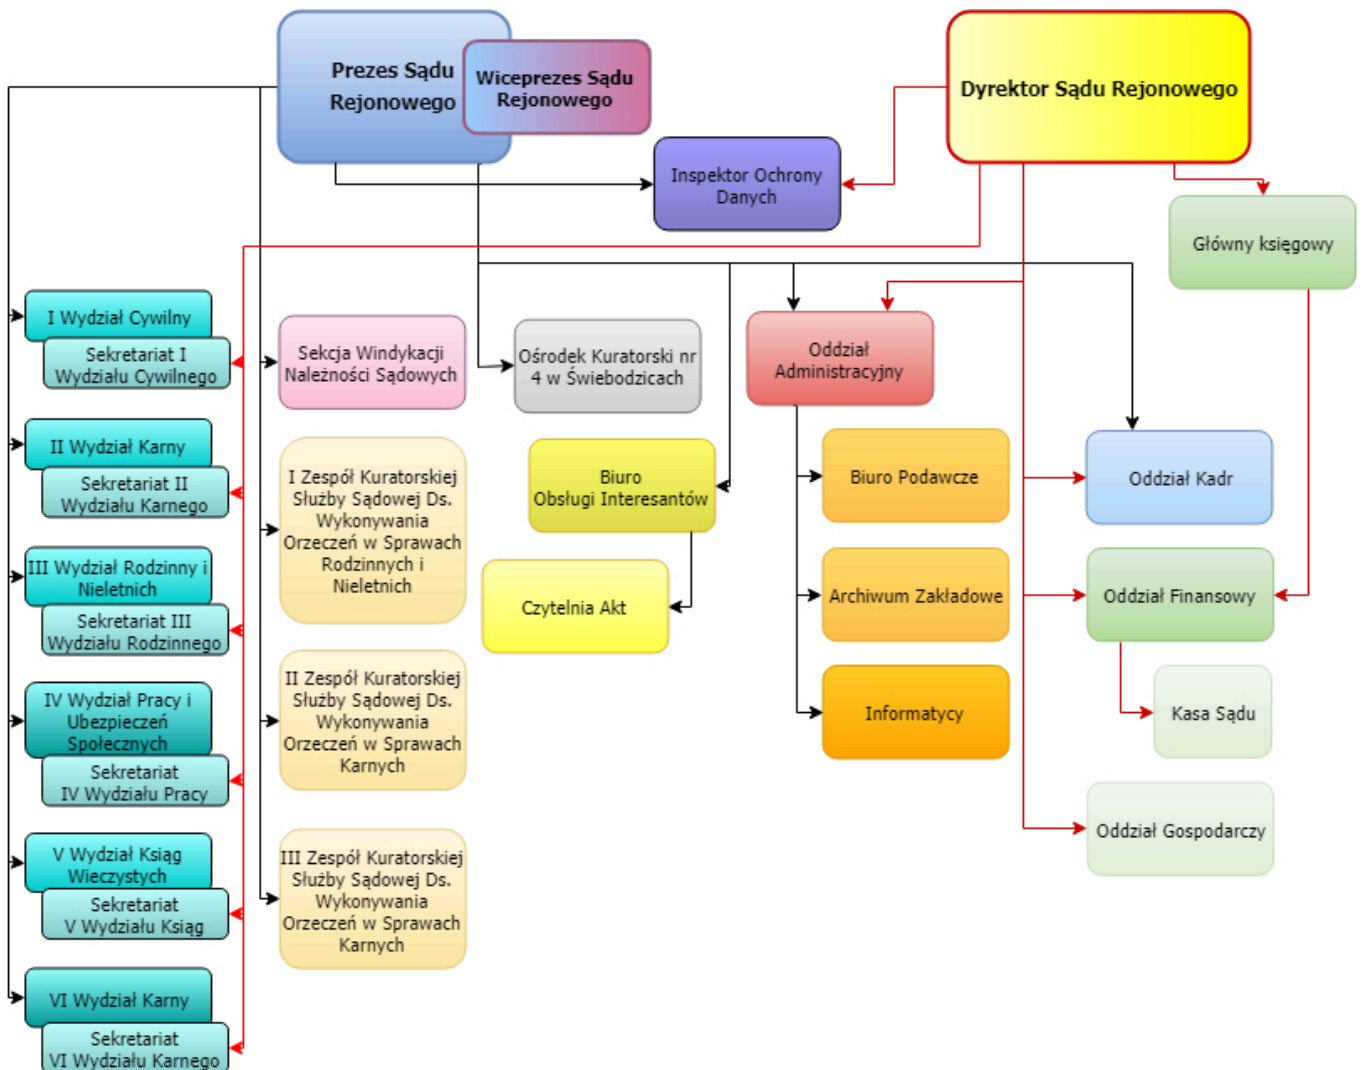 Prezes Sądu
Rejonowego
Wiceprezes Sądu
Rejonowego
Dyrektor Sądu Rejonowego
Inspektor Ochrony
Danych
Główny księgowy
I Wydział Cywilny
Sekretariat I
Wydziału Cywilnego
II Wydział Karny
Sekretariat II
Wydziału Karnego
III Wydział Rodzinny i
Nieletnich
Sekretariat III
Wydziału Rodzinnego
IV Wydział Pracy i
Ubezpieczeń
Społecznych
Sekretariat
IV Wydziału Pracy
V Wydział Ksiąg
Wieczystych
Sekretariat
V Wydziału Ksiąg
VI Wydział Karny
Sekretariat
VI Wydziału Karnego
Sekcja Windykacji
Należności Sądowych
I Zespół Kuratorskiej
Służby Sądowej Ds.
Wykonywania
Orzeczeń w Sprawach
Rodzinnych i
Nieletnich
II Zespół Kuratorskiej
Służby Sądowej Ds.
Wykonywania
Orzeczeń w Sprawach
Karnych
III Zespół Kuratorskiej
Służby Sądowej Ds.
Wykonywania
Orzeczeń w Sprawach
Karnych
Ośrodek Kuratorski nr
4 w Świebodzicach
Biuro
Obsługi Interesantów
Czytelnia Akt
Oddział
Administracyjny
Biuro Podawcze
Archiwum Zakładowe
Informatycy
Oddział Kadr
Oddział Finansowy
Kasa Sądu
Oddział Gospodarczy